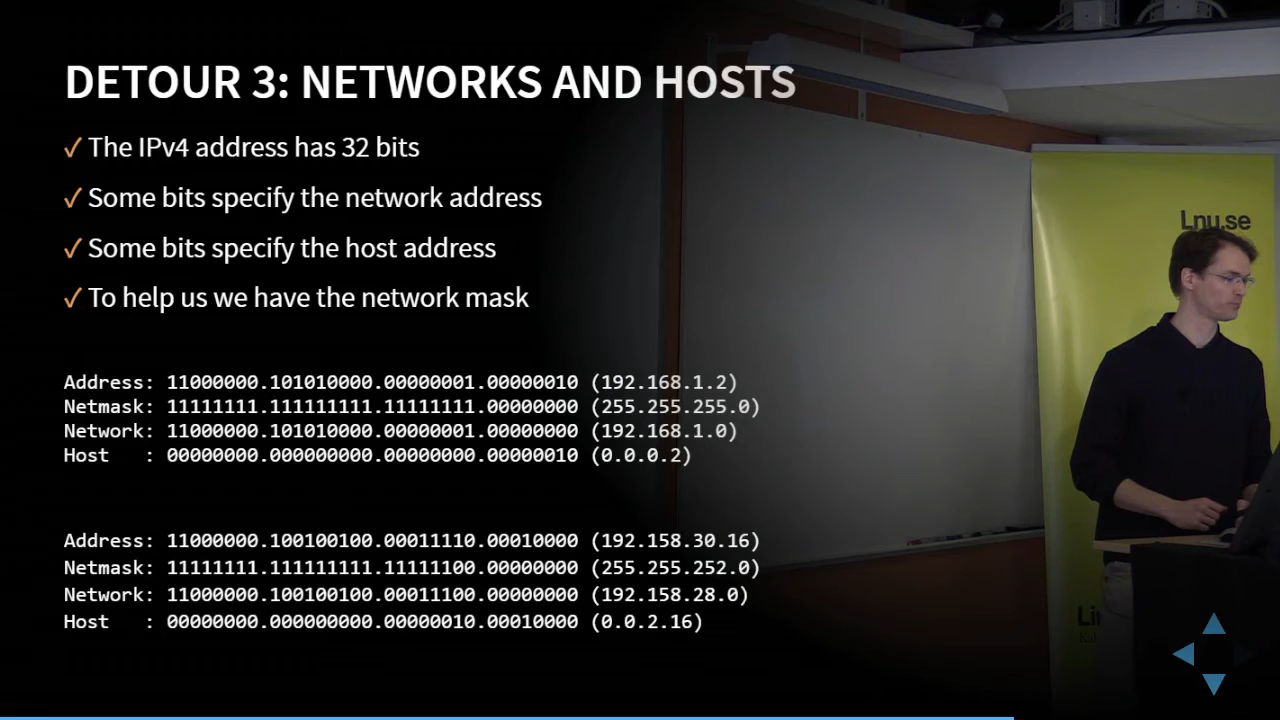 DETOUR 3: NETWORKS AND HOSTS
✓ The IPv4 address has 32 bits
✓ Some bits specify the network address
✓ Some bits specify the host address
✓ To help us we have the network mask
Address: 11000000.101010000.00000001.00000010 (192.168.1.2)
Netmask: 11111111.111111111.11111111.00000000 (255.255.255.0)
Network: 11000000.101010000.00000001.00000000 (192.168.1.0)
Host   : 00000000.000000000.00000000.00000010 (0.0.0.2)
Address: 11000000.100100100.00011110.00010000 (192.158.30.16)
Netmask: 11111111.111111111.11111100.00000000 (255.255.252.0)
Network: 11000000.100100100.00011100.00000000 (192.158.28.0)
Host   : 00000000.000000000.00000010.00010000 (0.0.2.16)
Lnu.se